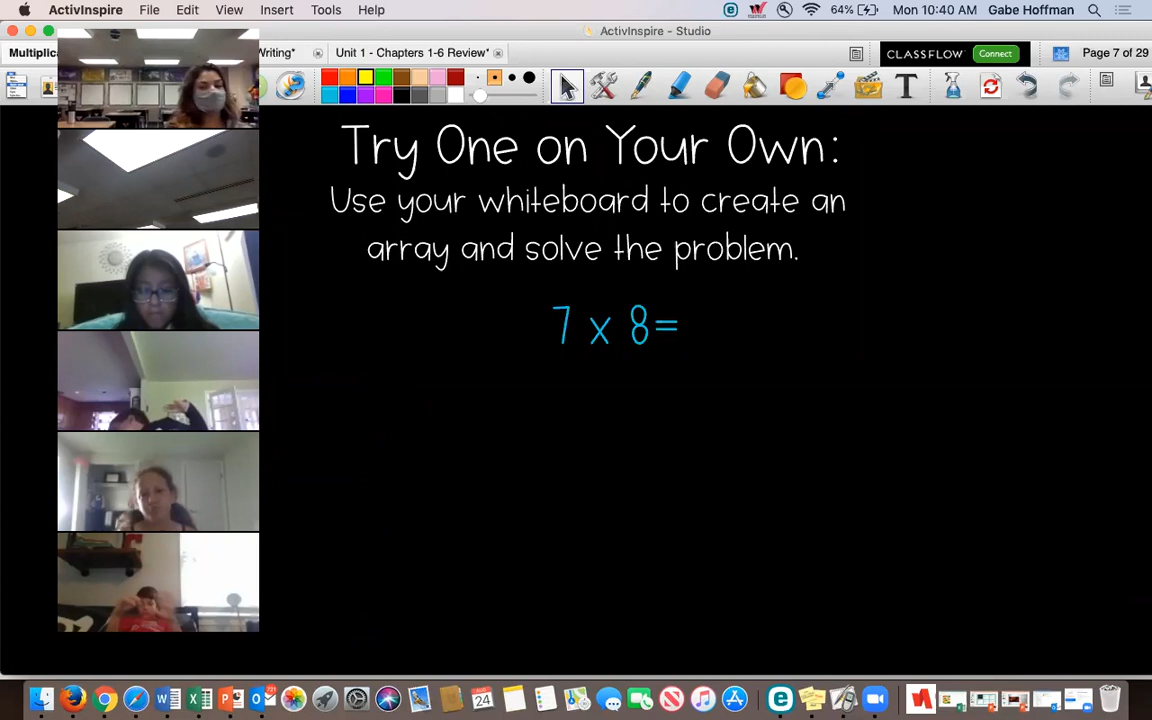 ActivInspire File Edit View Insert Tools Help 64% Mon 10:40 AM Gabe Hoffman
ActivInspire - Studio
Writing* Unit 1 - Chapters 1-6 Review* CLASSFLOW Connect Page 7 of 29
Try One on Your Own:
Use your whiteboard to create an
array and solve the problem.
7 x 8=